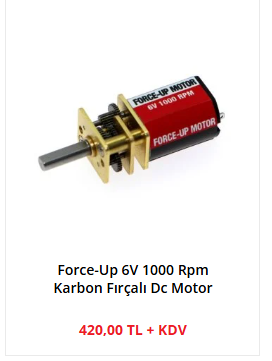 FORCE-UP MOTOR
6V 1000 RPM
FORCE-UP MOTOR
Force-Up 6V 1000 Rpm
Karbon Fırçalı Dc Motor
420,00 TL + KDV